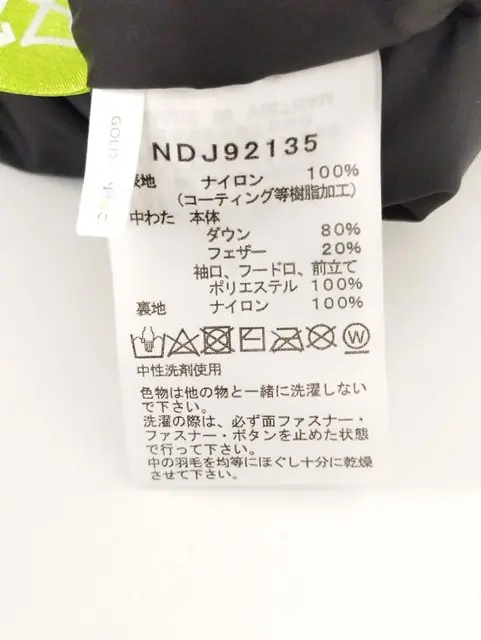 NDJ92135
表地 ナイロン 100%
(コーティング等樹脂加工)
中わた 本体
ダウン 80%
フェザー 20%
袖口、フード口、前立て
ポリエステル 100%
裏地 ナイロン 100%
W
中性洗剤使用
色物は他の物と一緒に洗濯しない
で下さい。
洗濯の際は、必ず面ファスナー・
ファスナー・ボタンを止めた状態
で行って下さい。
中の羽毛を均等にほぐし十分に乾燥
させて下さい。